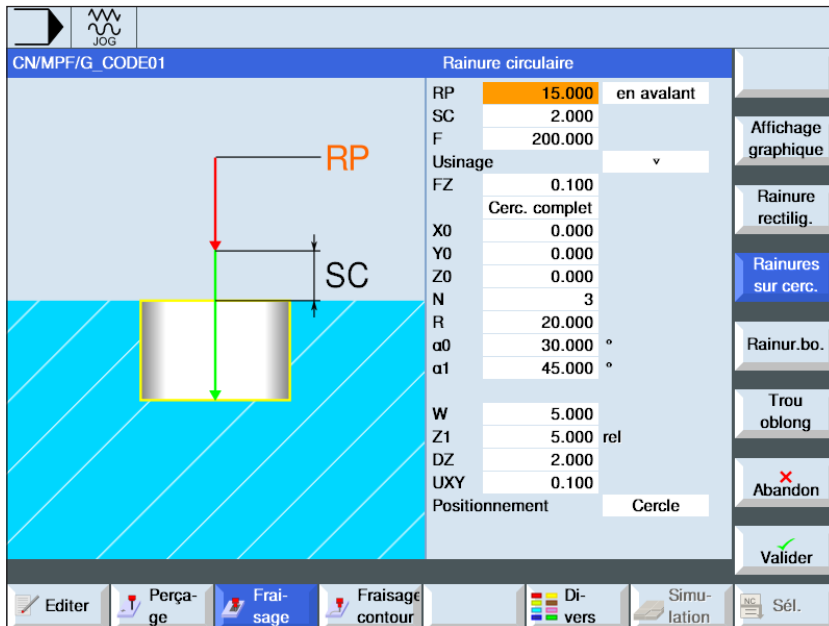 JOG
CN/MPF/G_CODE01
Rainure circulaire
RP
SC
RP 15.000 en avalant
SC 2.000
F 200.000
Usinage ▿
FZ 0.100
Cerc. complet
X0 0.000
Y0 0.000
Z0 0.000
N 3
R 20.000
α0 30.000 °
α1 45.000 °
W 5.000
Z1 5.000 rel
DZ 2.000
UXY 0.100
Positionnement Cercle
Affichage
graphique
Rainure
rectilig.
Rainures
sur cerc.
Rainur.bo.
Trou
oblong
Abandon
Valider
Editer
Perça-
ge
Frai-
sage
Fraisage
contour
Di-
vers
Simu-
lation
NC
Sél.